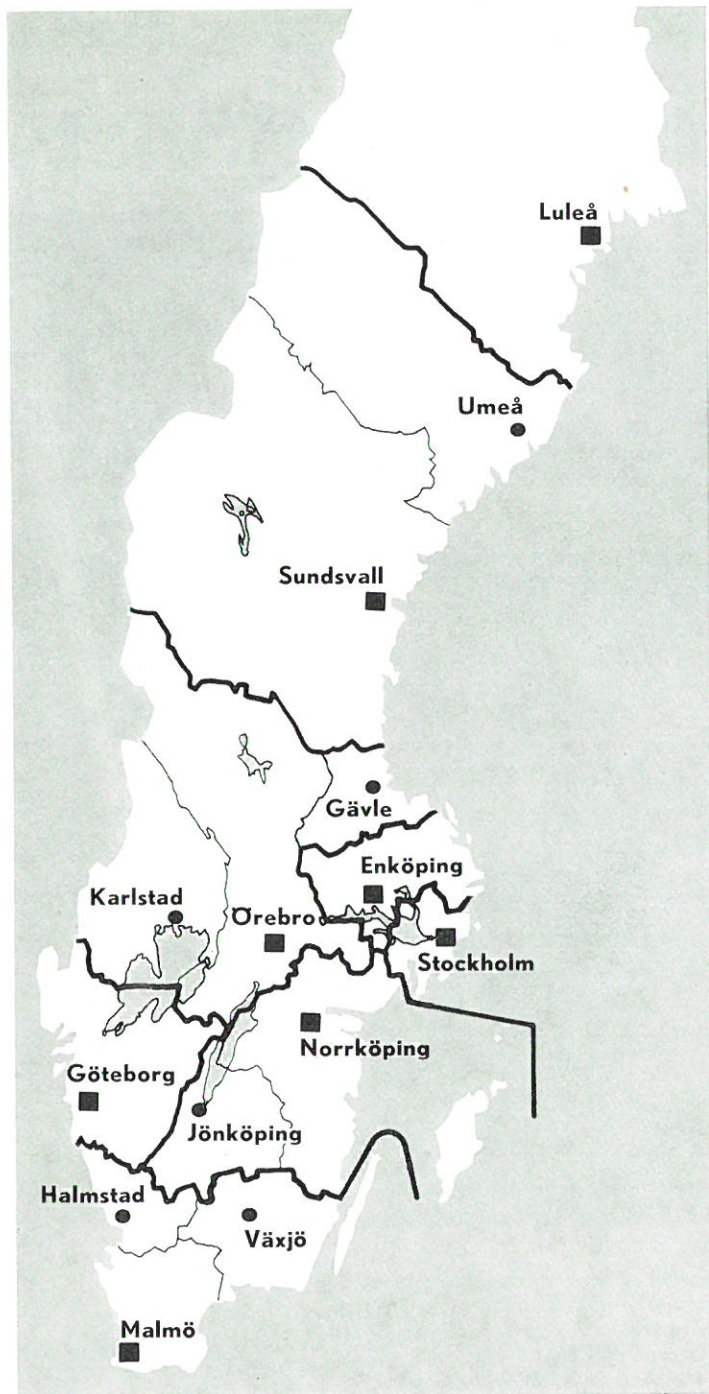 Luleå
Umeå
Sundsvall
Gävle
Enköping
Karlstad
Örebro
Stockholm
Norrköping
Göteborg
Jönköping
Halmstad
Växjö
Malmö